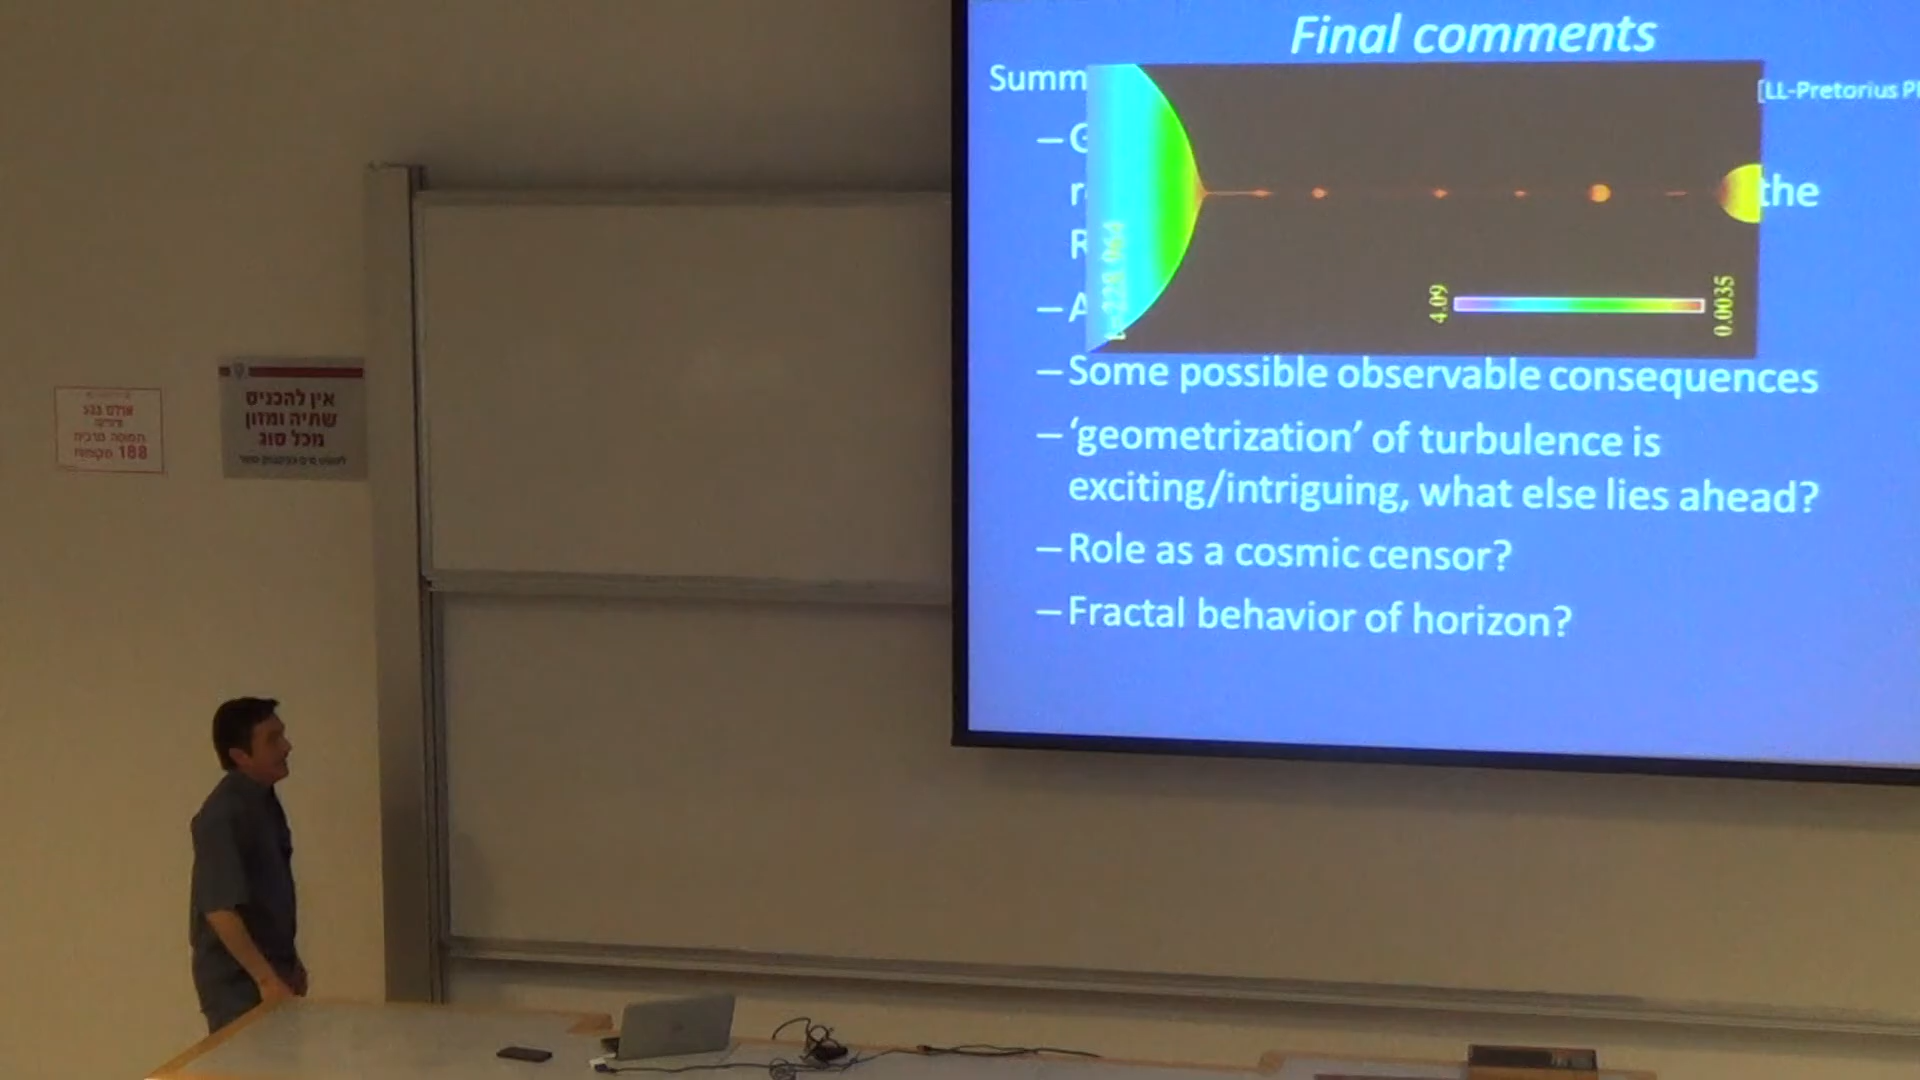 Final comments
Summ
[LL-Pretorius
– G
r
the
R
– A
4.09
0.0035
– Some possible observable consequences
– ‘geometrization’ of turbulence is
exciting/intriguing, what else lies ahead?
– Role as a cosmic censor?
– Fractal behavior of horizon?
אין להכניס
שתיה ומזון
מכל סוג
188